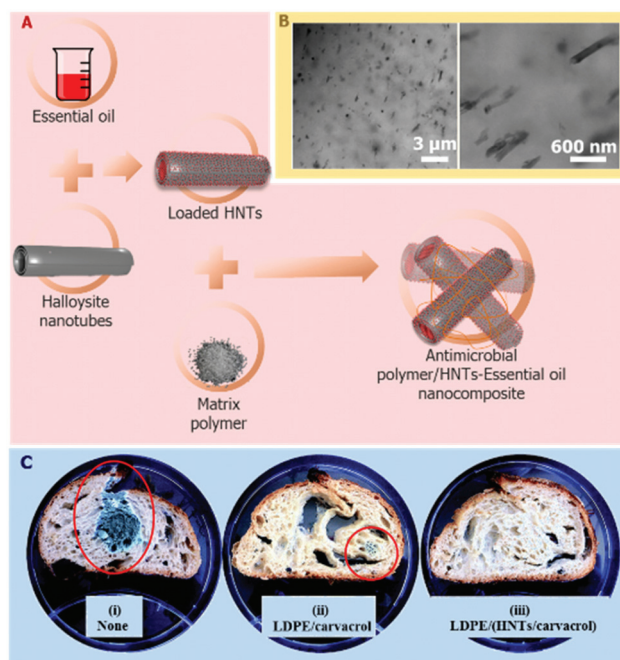 A
Essential oil
Loaded HNTs
Halloysite
nanotubes
Matrix
polymer
Antimicrobial
polymer/HNTs-Essential oil
nanocomposite
B
3 µm
600 nm
C
(i)
None
(ii)
LDPE/carvacrol
(iii)
LDPE/(HNTs/carvacrol)